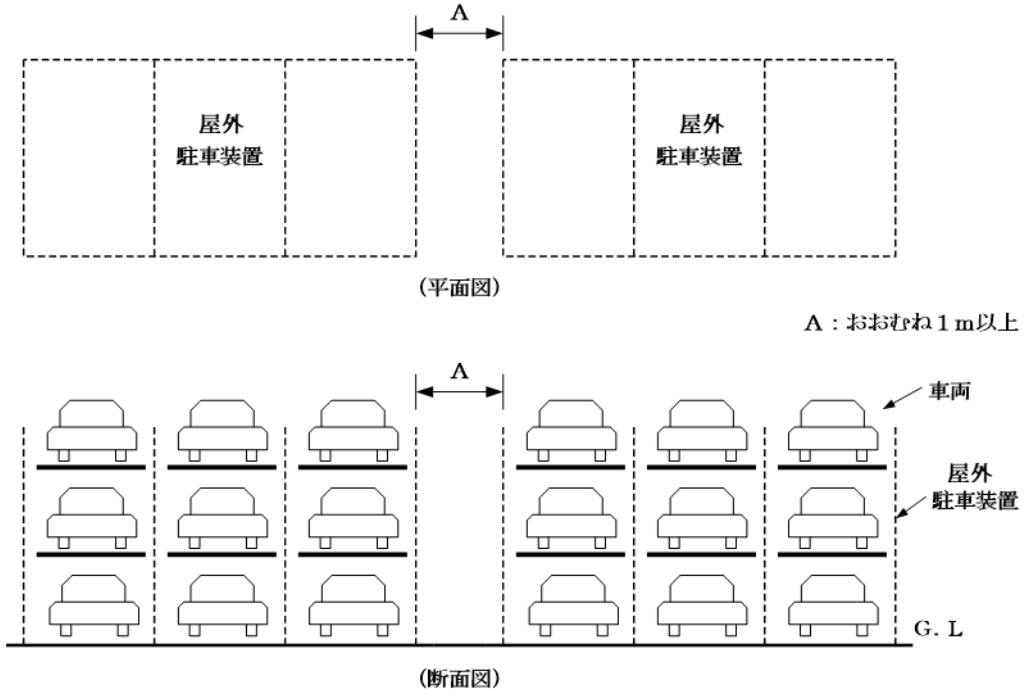 A
屋外
駐車装置
屋外
駐車装置
(平面図)
A：おおむね1m以上
A
車両
屋外
駐車装置
G. L
(断面図)